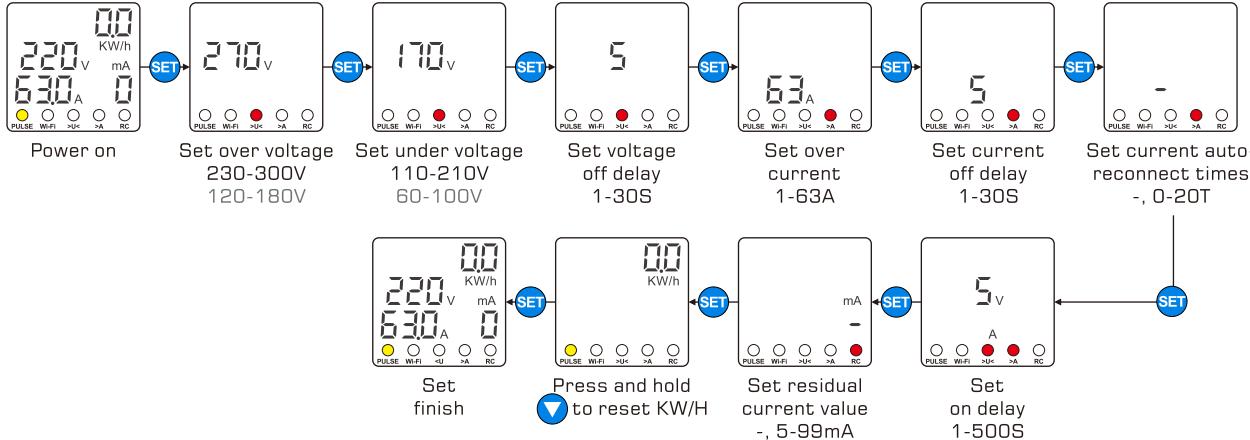 0.0
KW/h
220 V mA
63.0 A 0
PULSE Wi-Fi >U< >A RC
Power on
SET
270 V
PULSE Wi-Fi >U< >A RC
Set over voltage
230-300V
120-180V
SET
170 V
PULSE Wi-Fi >U< >A RC
Set under voltage
110-210V
60-100V
SET
5
PULSE Wi-Fi >U< >A RC
Set voltage
off delay
1-30S
SET
63 A
PULSE Wi-Fi >U< >A RC
Set over
current
1-63A
SET
5
PULSE Wi-Fi >U< >A RC
Set current
off delay
1-30S
SET
-
PULSE Wi-Fi >U< >A RC
Set current auto-
reconnect times
-, 0-20T
SET
5 V
A
PULSE Wi-Fi >U< >A RC
Set
on delay
1-500S
SET
mA
-
PULSE Wi-Fi >U< >A RC
Set residual
current value
-, 5-99mA
SET
0.0
KW/h
PULSE Wi-Fi >U< >A RC
Press and hold
to reset KW/H
SET
0.0
KW/h
220 V mA
63.0 A 0
PULSE Wi-Fi <U >A RC
Set
finish